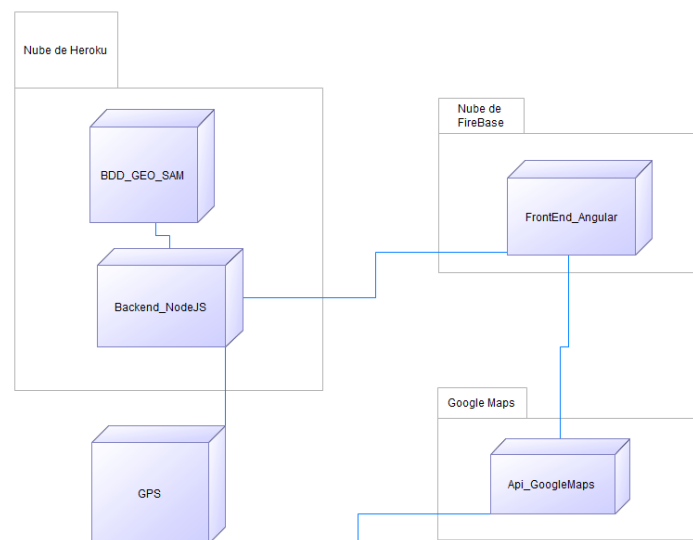 Nube de Heroku
BDD_GEO_SAM
Backend_NodeJS
GPS
Nube de
FireBase
FrontEnd_Angular
Google Maps
Api_GoogleMaps